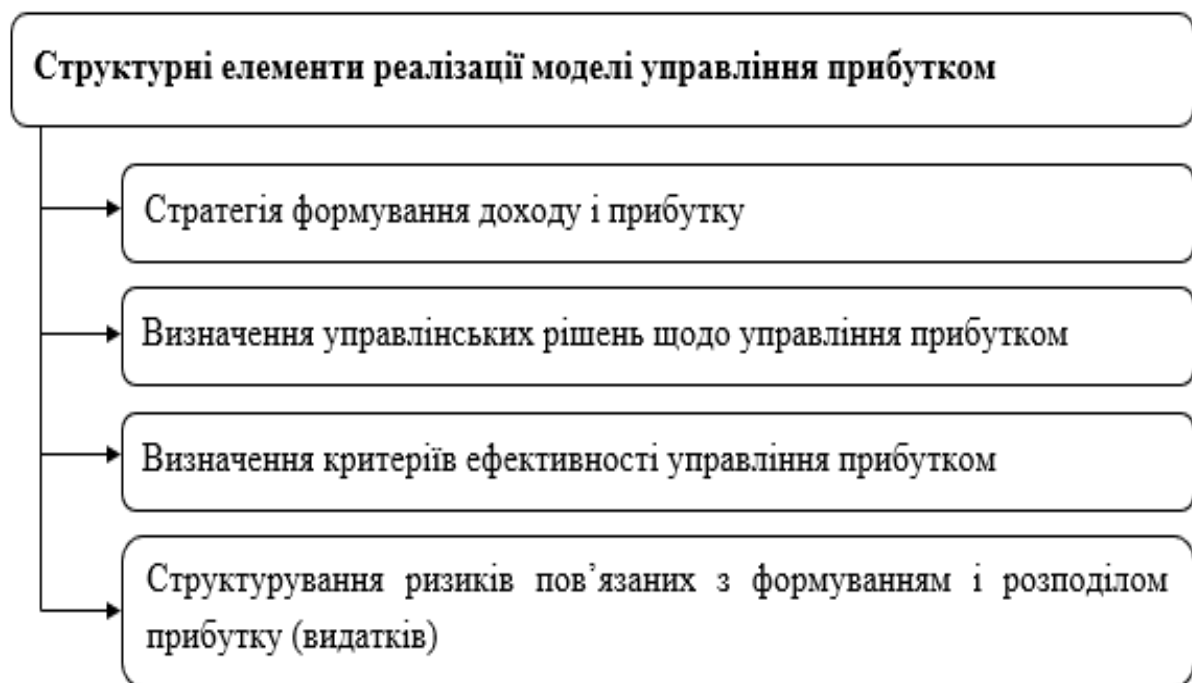 Структурні елементи реалізації моделі управління прибутком
Стратегія формування доходу і прибутку
Визначення управлінських рішень щодо управління прибутком
Визначення критеріїв ефективності управління прибутком
Структурування ризиків пов’язаних з формуванням і розподілом
прибутку (видатків)